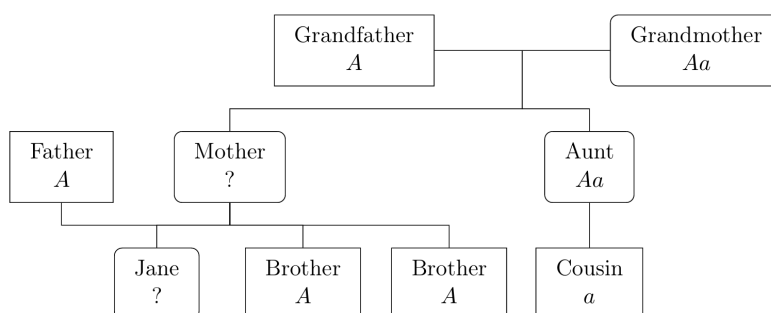 Grandfather
A
Grandmother
Aa
Father
A
Mother
?
Aunt
Aa
Jane
?
Brother
A
Brother
A
Cousin
a